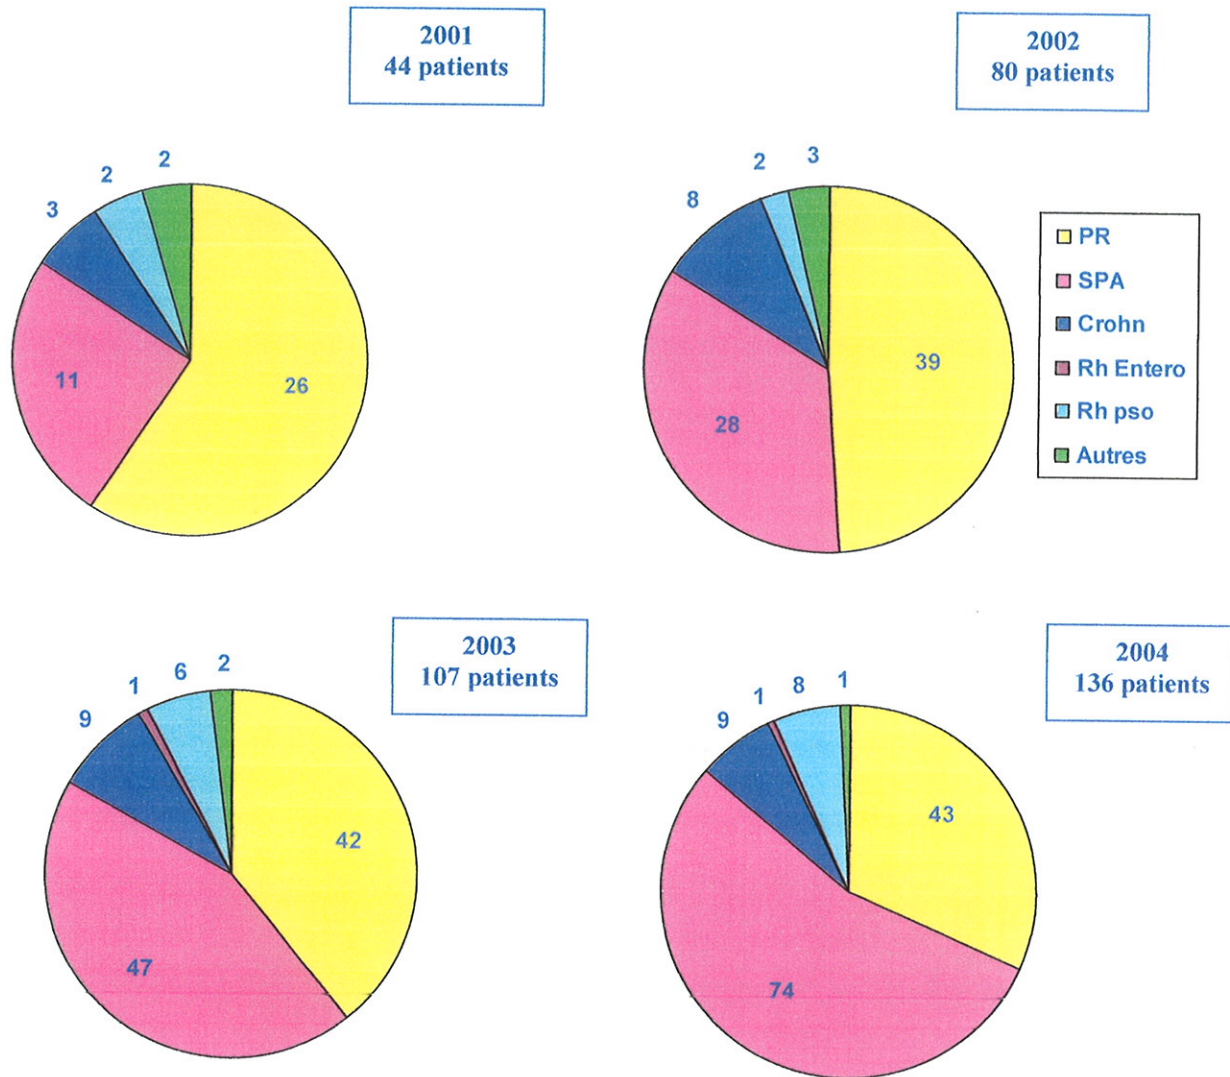 2001
44 patients
2
2
3
11
26
2002
80 patients
3
2
8
28
39
PR
SPA
Crohn
Rh Entero
Rh pso
Autres
2003
107 patients
2
6
1
9
42
47
2004
136 patients
1
8
1
9
43
74